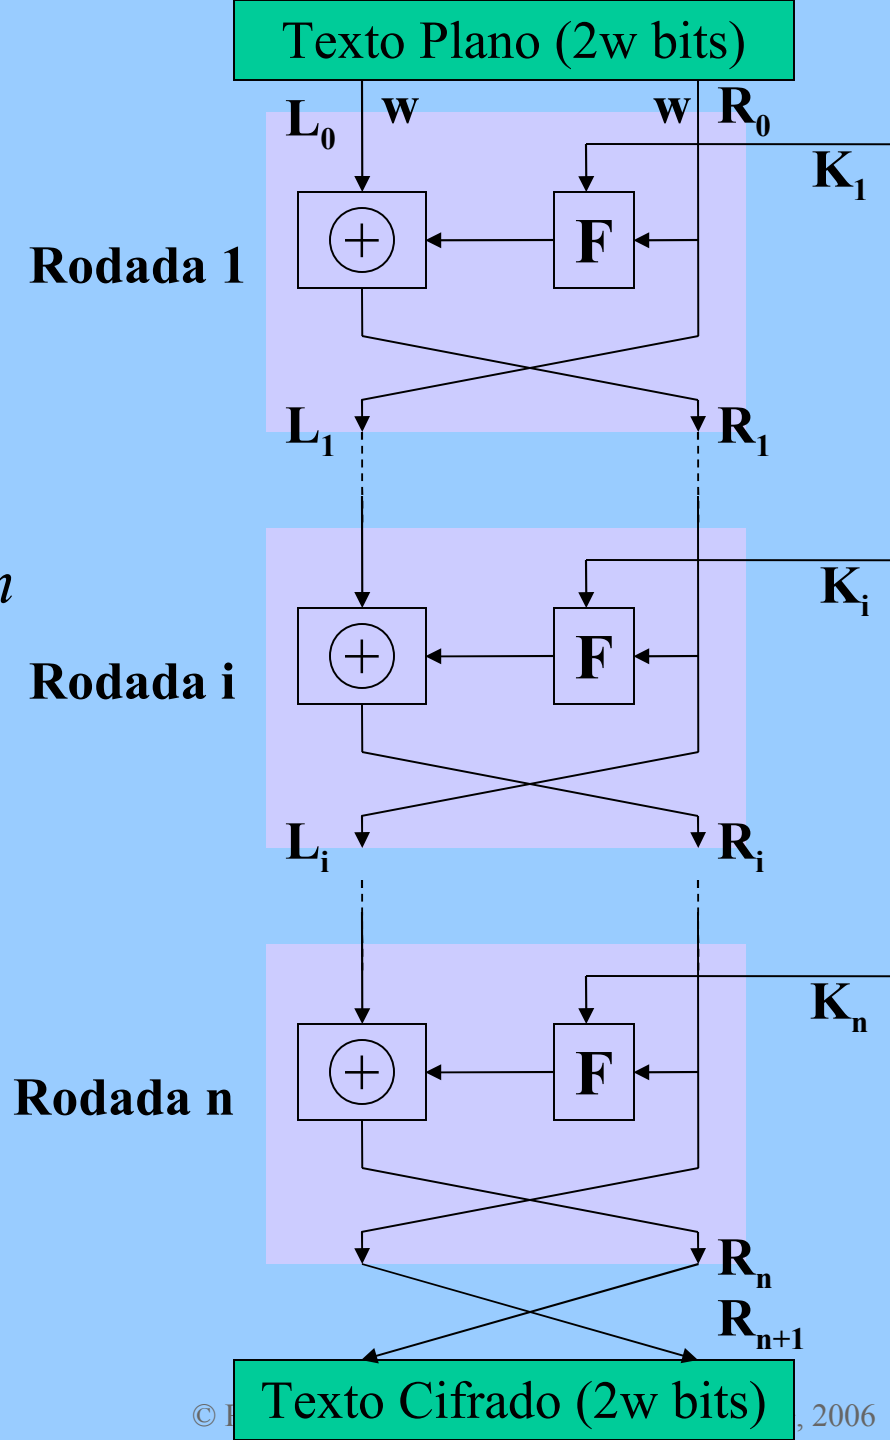 Texto Plano (2w bits)
L0 w w R0
K1
F
Rodada 1
L1 R1
Ki
n
F
Rodada i
Li Ri
Kn
F
Rodada n
Rn
Rn+1
Texto Cifrado (2w bits)
© , 2006